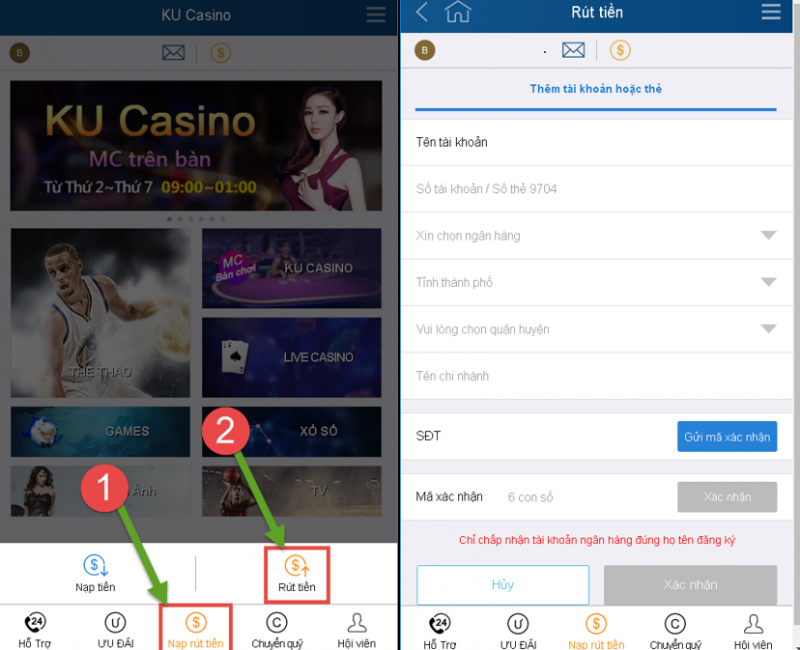 KU Casino
B
$
KU Casino
MC trên bàn
Từ Thứ 2~Thứ 7 09:00~01:00
THỂ THAO
MC
Bàn chơi
KU CASINO
LIVE CASINO
GAMES
XỔ SỐ
Ảnh
TV
1
2
$
Nạp tiền
$
Rút tiền
24
Hỗ Trợ
U
ƯU ĐÃI
$
Nạp rút tiền
C
Chuyển quỹ
Hội viên
Rút tiền
B
$
Thêm tài khoản hoặc thẻ
Tên tài khoản
Số tài khoản / Số thẻ 9704
Xin chọn ngân hàng
Tỉnh thành phố
Vui lòng chọn quận huyện
Tên chi nhánh
SĐT
Gửi mã xác nhận
Mã xác nhận
6 con số
Xác nhận
Chỉ chấp nhận tài khoản ngân hàng đúng họ tên đăng ký
Hủy
Xác nhận
24
Hỗ Trợ
U
ƯU ĐÃI
$
Nạp rút tiền
C
Chuyển quỹ
Hội viên